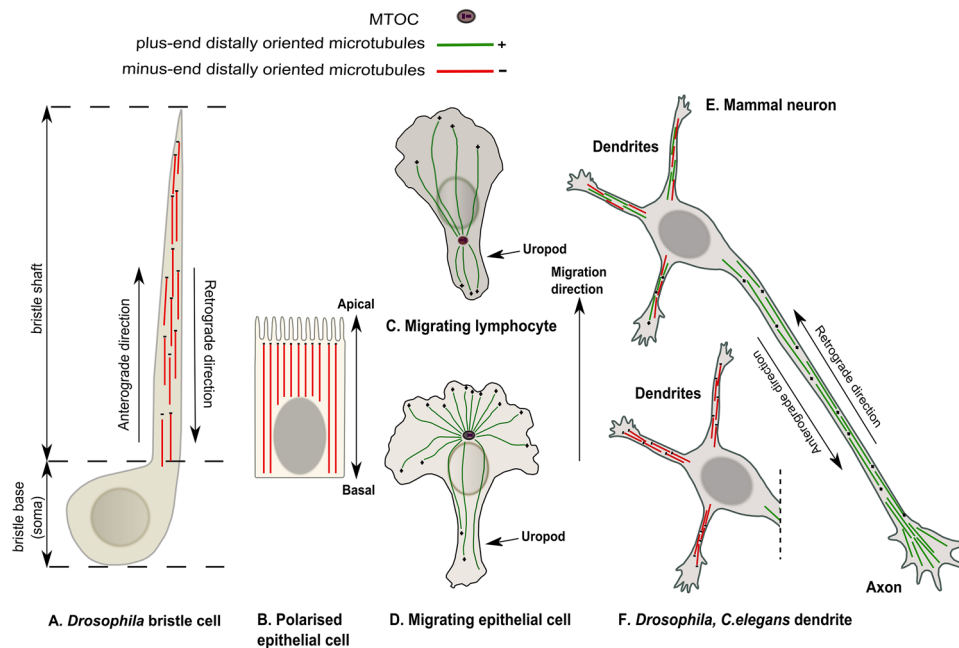 MTOC
plus-end distally oriented microtubules +
minus-end distally oriented microtubules -
E. Mammal neuron
Dendrites
Uropod
Migration
direction
C. Migrating lymphocyte
bristle shaft
Anterograde direction
Retrograde direction
Apical
Basal
Retrograde direction
Anterograde direction
Dendrites
bristle base
(soma)
Uropod
Axon
A. Drosophila bristle cell
B. Polarised
epithelial cell
D. Migrating epithelial cell
F. Drosophila, C.elegans dendrite